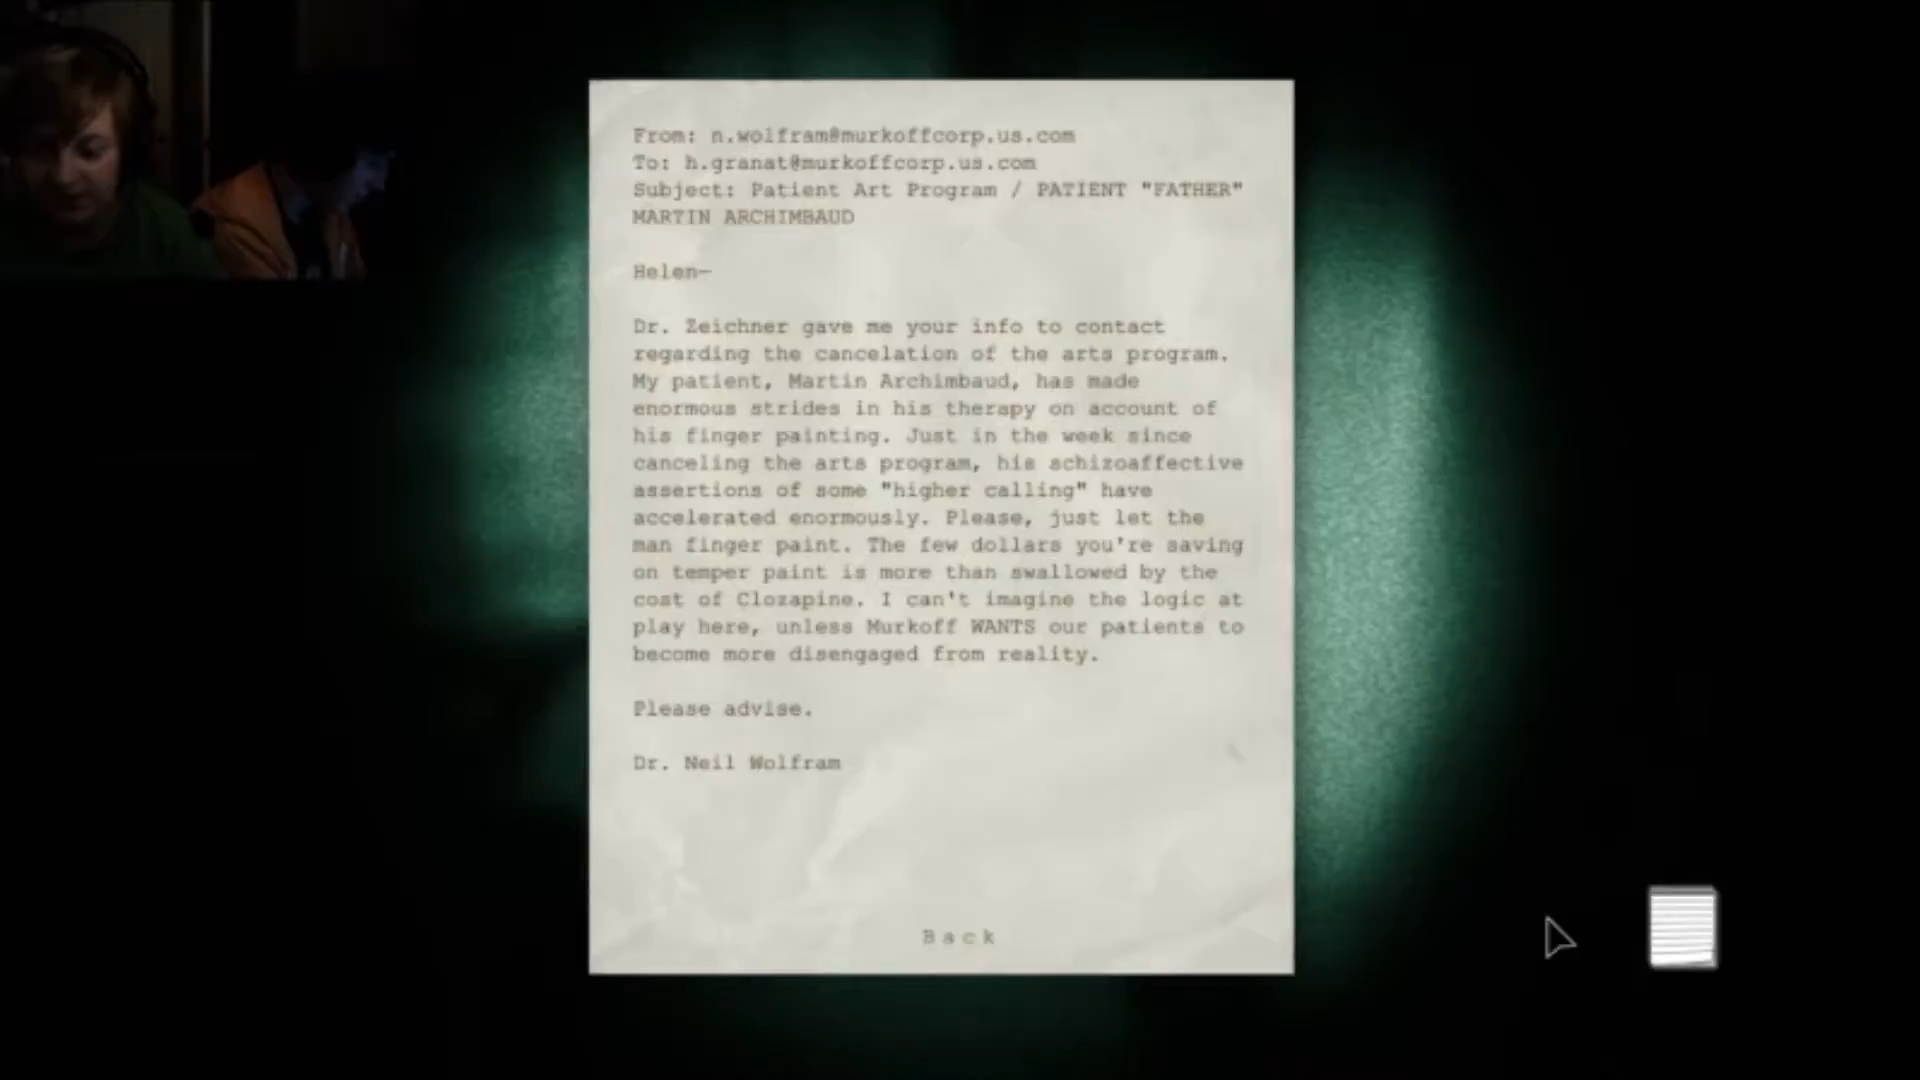 From: n.wolfram@murkoffcorp.us.com
To: h.granat@murkoffcorp.us.com
Subject: Patient Art Program / PATIENT "FATHER"
MARTIN ARCHIMBAUD
Helen—
Dr. Zeichner gave me your info to contact
regarding the cancelation of the arts program.
My patient, Martin Archimbaud, has made
enormous strides in his therapy on account of
his finger painting. Just in the week since
canceling the arts program, his schizoaffective
assertions of some "higher calling" have
accelerated enormously. Please, just let the
man finger paint. The few dollars you're saving
on temper paint is more than swallowed by the
cost of Clozapine. I can't imagine the logic at
play here, unless Murkoff WANTS our patients to
become more disengaged from reality.
Please advise.
Dr. Neil Wolfram
Back